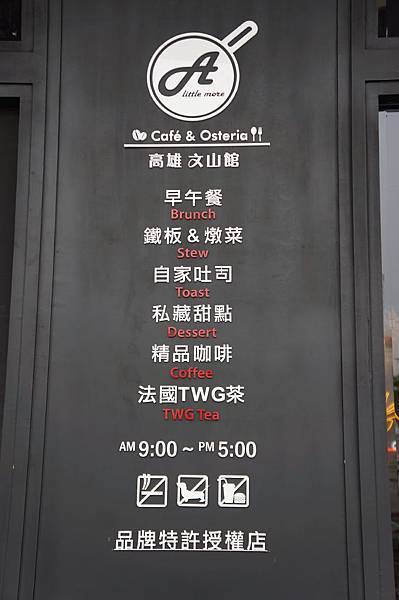 A
little more
Café & Osteria
高雄 文山館
早午餐
Brunch
鐵板&燉菜
Stew
自家吐司
Toast
私藏甜點
Dessert
精品咖啡
Coffee
法國TWG茶
TWG Tea
AM 9:00 ~ PM 5:00
品牌特許授權店